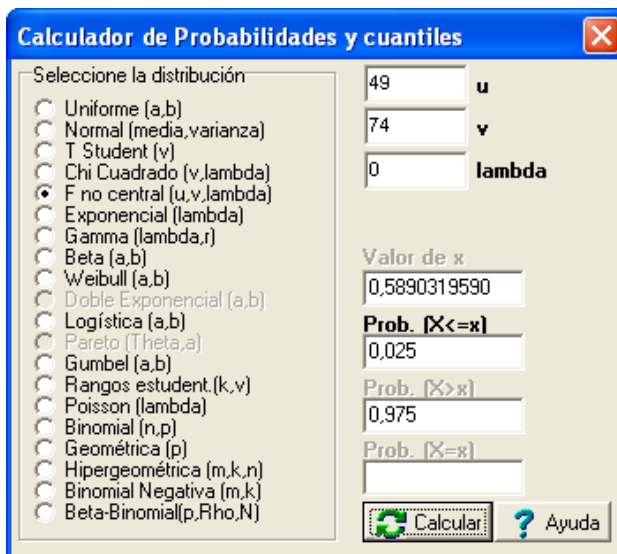 Calculador de Probabilidades y cuantiles
Seleccione la distribución
Uniforme (a,b)
Normal (media,varianza)
T Student (v)
Chi Cuadrado (v,lambda)
F no central (u,v,lambda)
Exponencial (lambda)
Gamma (lambda,r)
Beta (a,b)
Weibull (a,b)
Doble Exponencial (a,b)
Logística (a,b)
Pareto (Theta,a)
Gumbel (a,b)
Rangos estudent.(k,v)
Poisson (lambda)
Binomial (n,p)
Geométrica (p)
Hipergeométrica (m,k,n)
Binomial Negativa (m,k)
Beta-Binomial(p,Rho,N)
49 u
74 v
0 lambda
Valor de x
0,5890319590
Prob. (X<=x)
0,025
Prob. (X>x)
0,975
Prob. (X=x)
Calcular
? Ayuda